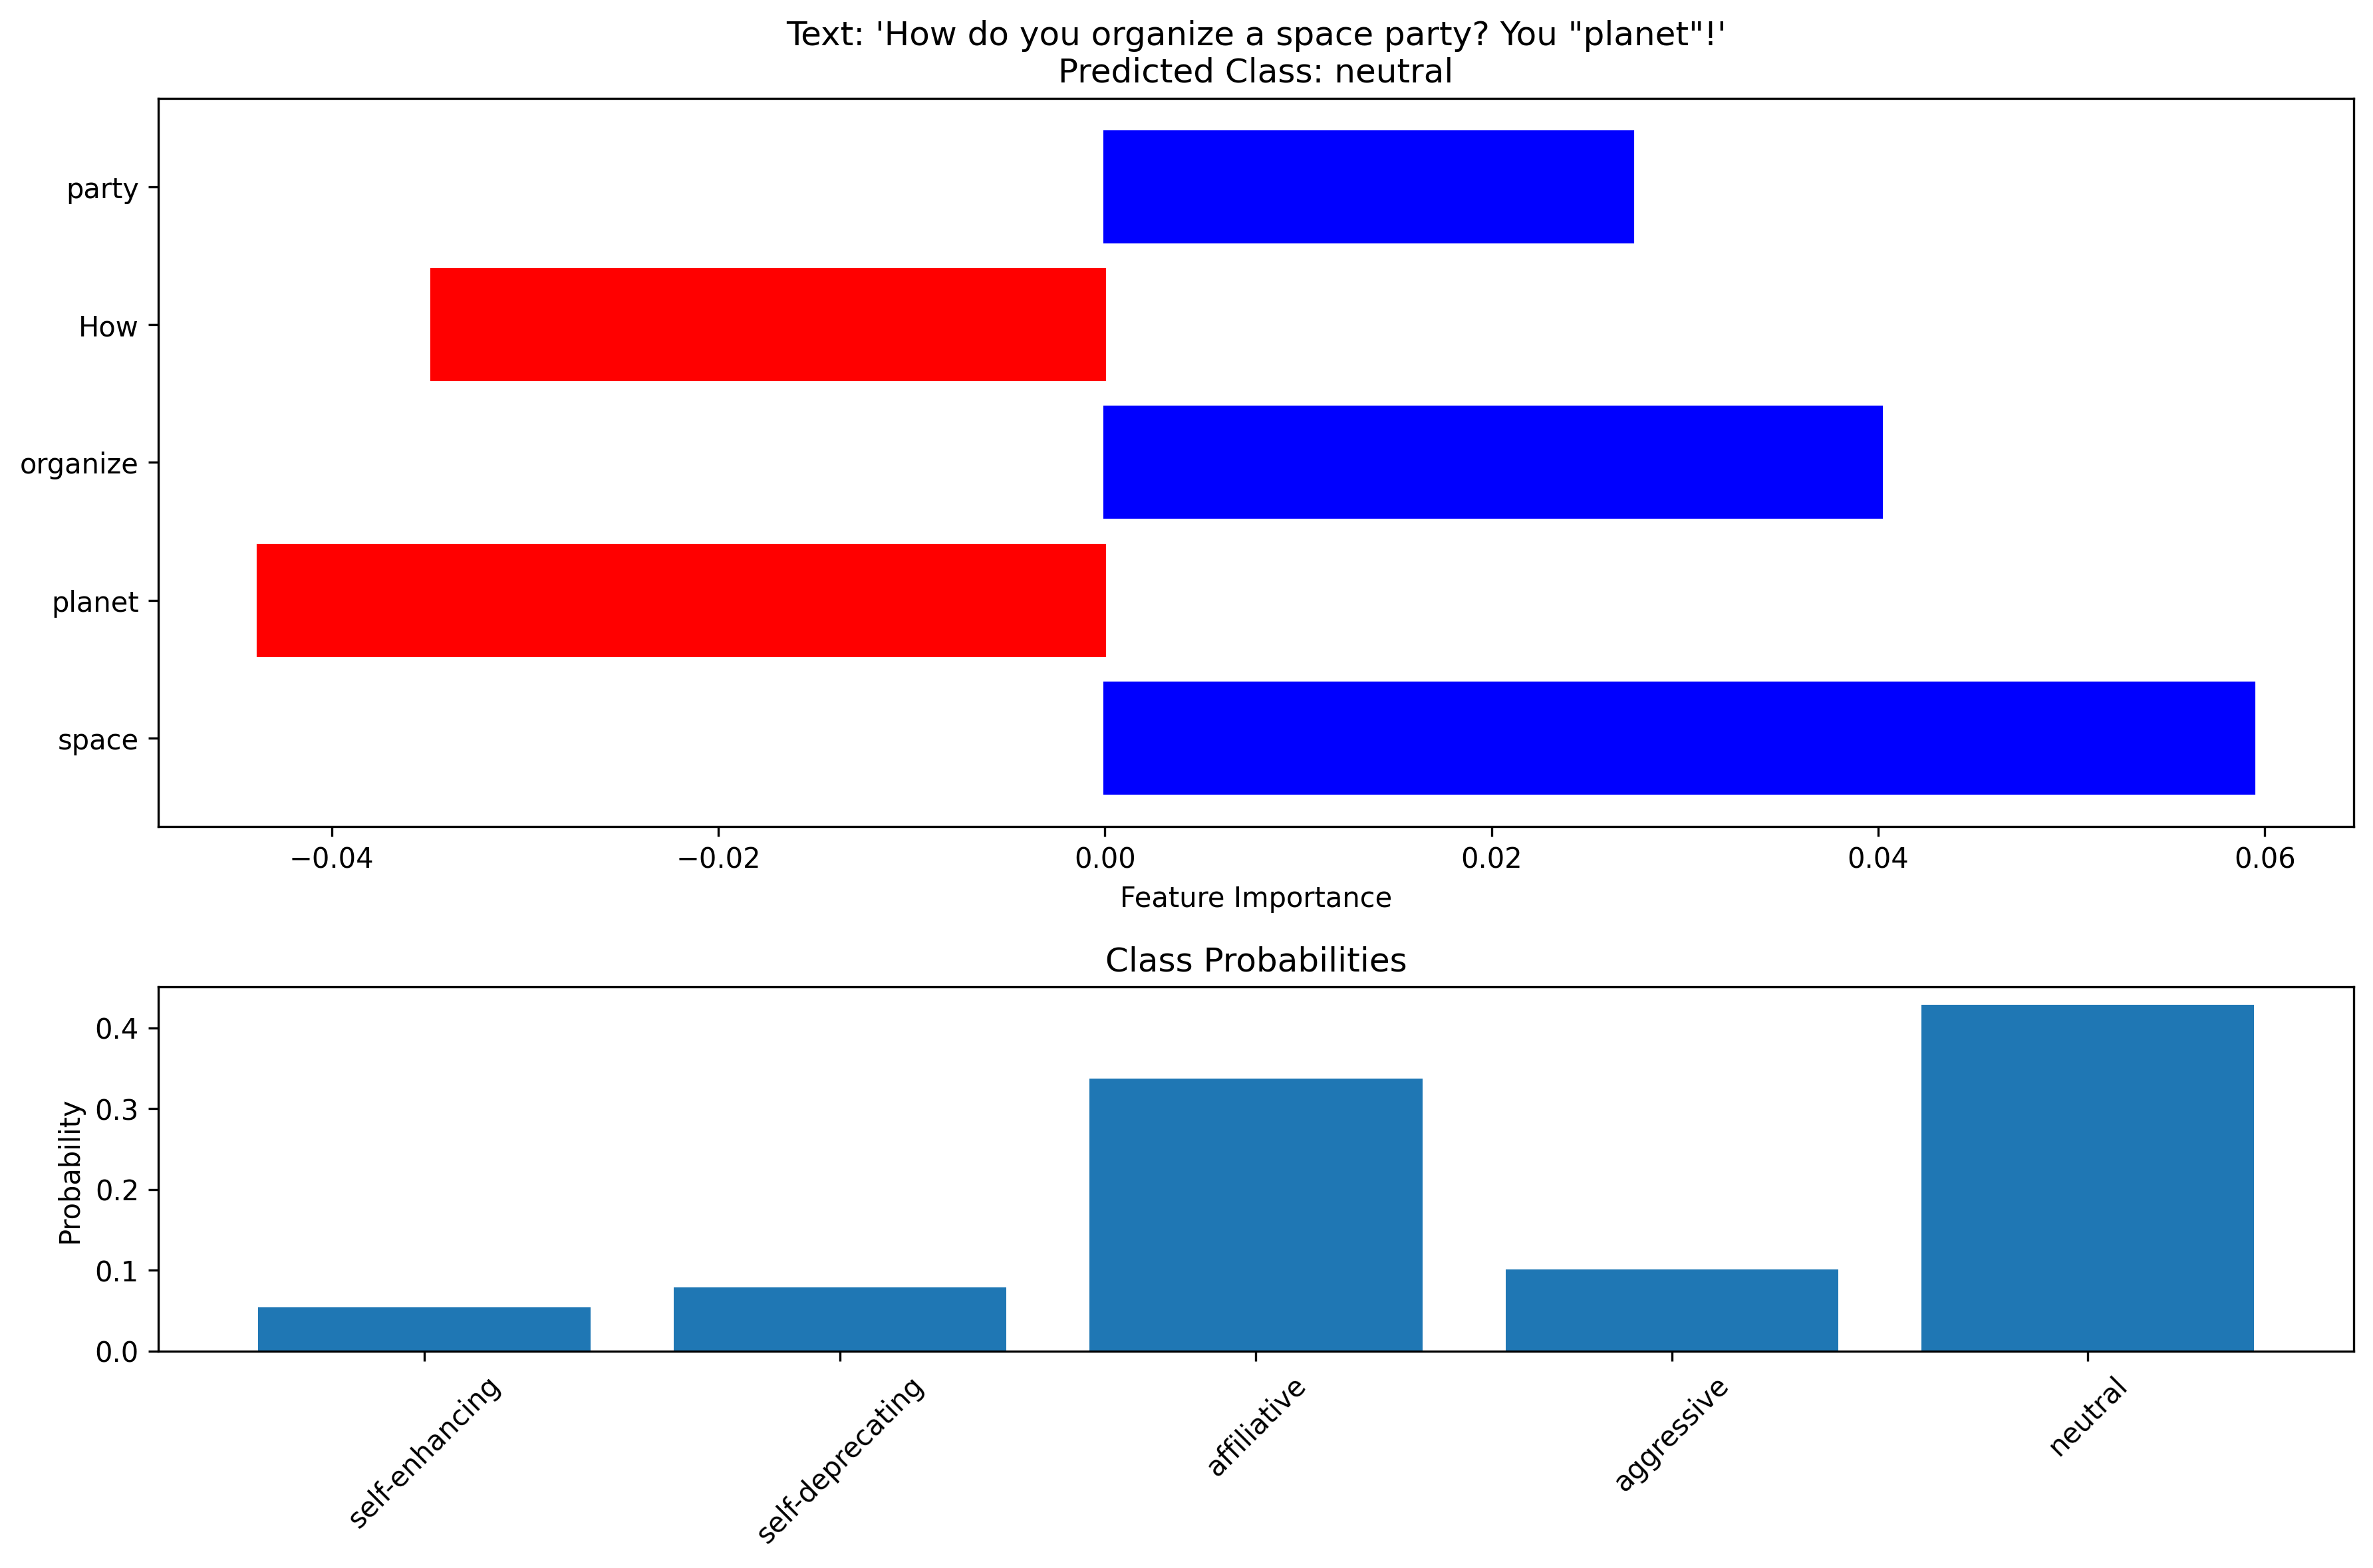 Text: 'How do you organize a space party? You "planet"!'
Predicted Class: neutral
party
How
organize
planet
space
−0.04 −0.02 0.00 0.02 0.04 0.06
Feature Importance
Class Probabilities
Probability
0.4
0.3
0.2
0.1
0.0
self-enhancing self-deprecating affiliative aggressive neutral